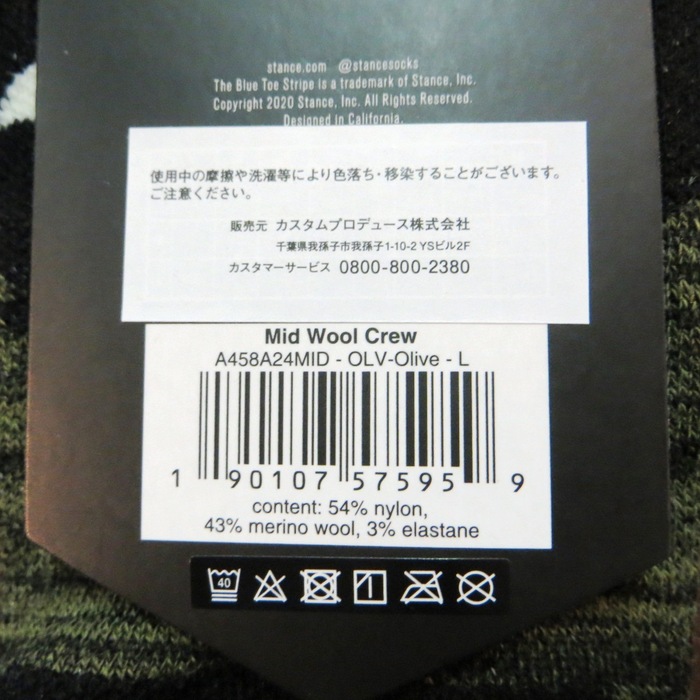 stance.com @stancesocks
The Blue Toe Stripe is a trademark of Stance, Inc.
Copyright 2020 Stance, Inc. All Rights Reserved.
Designed in California.
使用中の摩擦や洗濯等により色落ち・移染することがございます。
ご注意ください。
販売元 カスタムプロデュース株式会社
千葉県我孫子市我孫子1-10-2 YSビル2F
カスタマーサービス 0800-800-2380
Mid Wool Crew
A458A24MID - OLV-Olive - L
1 90107 57595 9
content: 54% nylon,
43% merino wool, 3% elastane
40